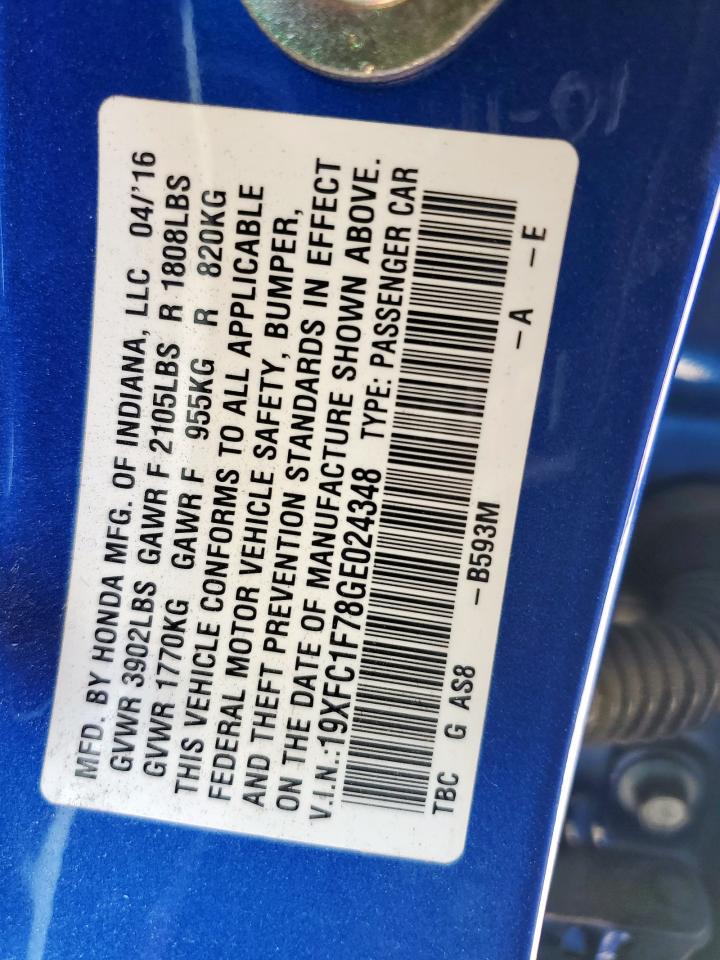 MFD. BY HONDA MFG. OF INDIANA, LLC 04/'16
GVWR 3902LBS GAWR F 2105LBS R 1808LBS
GVWR 1770KG GAWR F 955KG R 820KG
THIS VEHICLE CONFORMS TO ALL APPLICABLE
FEDERAL MOTOR VEHICLE SAFETY, BUMPER,
AND THEFT PREVENTION STANDARDS IN EFFECT
ON THE DATE OF MANUFACTURE SHOWN ABOVE.
V.I.N.:19XFC1F78GE024348 TYPE: PASSENGER CAR
TBC G AS8 -B593M -A -E